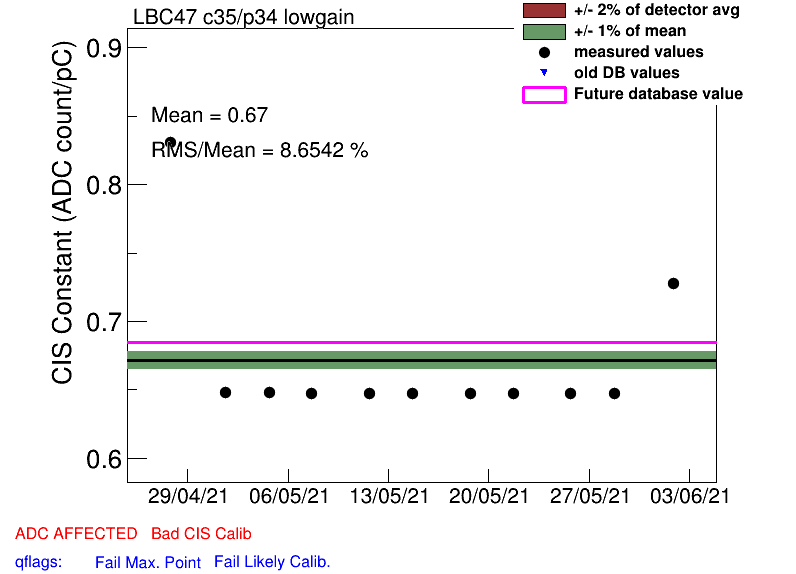 LBC47 c35/p34 lowgain
+/- 2% of detector avg
+/- 1% of mean
measured values
old DB values
Future database value
Mean = 0.67
RMS/Mean = 8.6542 %
CIS Constant (ADC count/pC)
0.9
0.8
0.7
0.6
29/04/21 06/05/21 13/05/21 20/05/21 27/05/21 03/06/21
ADC AFFECTED Bad CIS Calib
qflags: Fail Max. Point Fail Likely Calib.